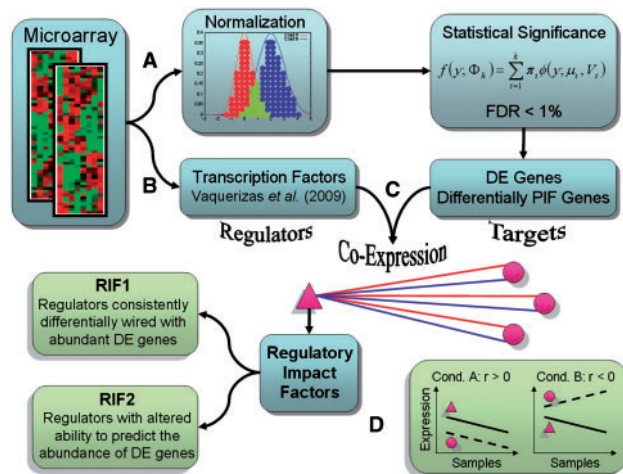 Microarray
A
Normalization
Statistical Significance
f(y; Φₖ) = Σ πᵢ φ(y, μᵢ, Vᵢ)
k
i=1
FDR < 1%
B
Transcription Factors
Vaquerizas et al. (2009)
C
DE Genes
Differentially PIF Genes
Regulators
Targets
Co-Expression
RIF1
Regulators consistently
differentially wired with
abundant DE genes
Regulatory
Impact
Factors
RIF2
Regulators with altered
ability to predict the
abundance of DE genes
D
Cond. A: r > 0
Cond. B: r < 0
Expression
Samples
Samples